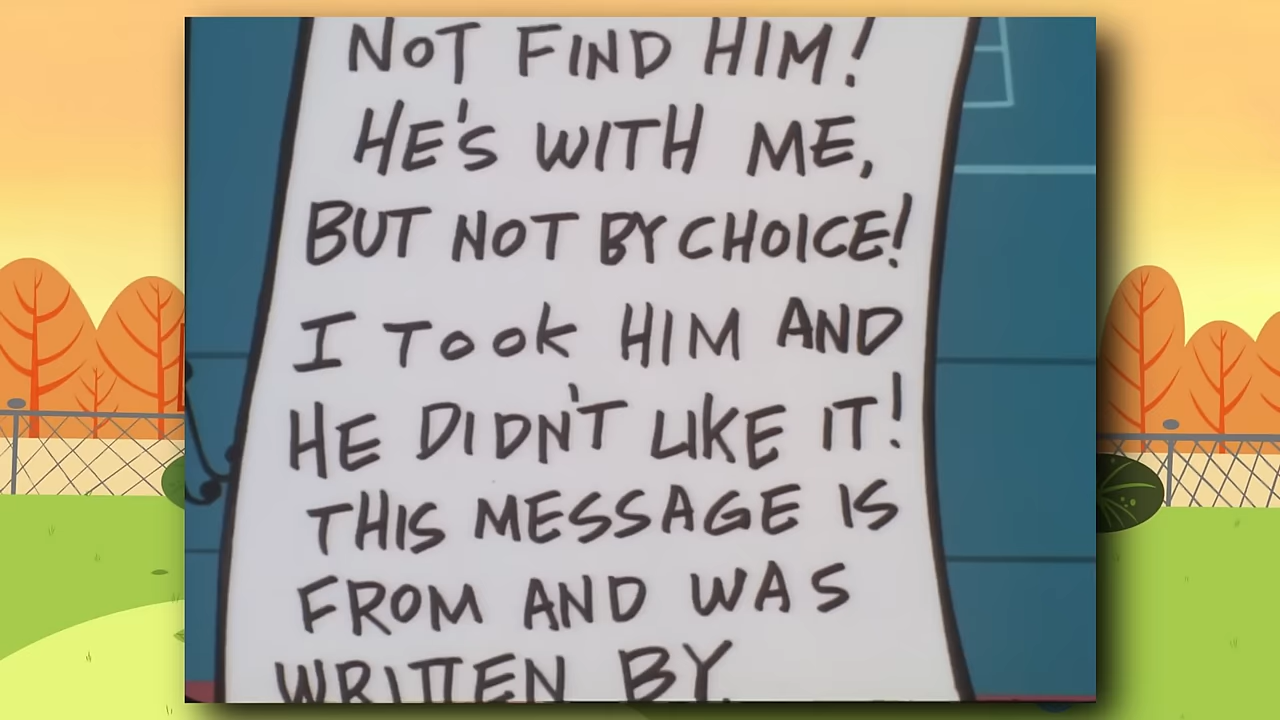 NOT FIND HIM!
HE'S WITH ME,
BUT NOT BY CHOICE!
I TOOK HIM AND
HE DIDN'T LIKE IT!
THIS MESSAGE IS
FROM AND WAS
WRITTEN BY